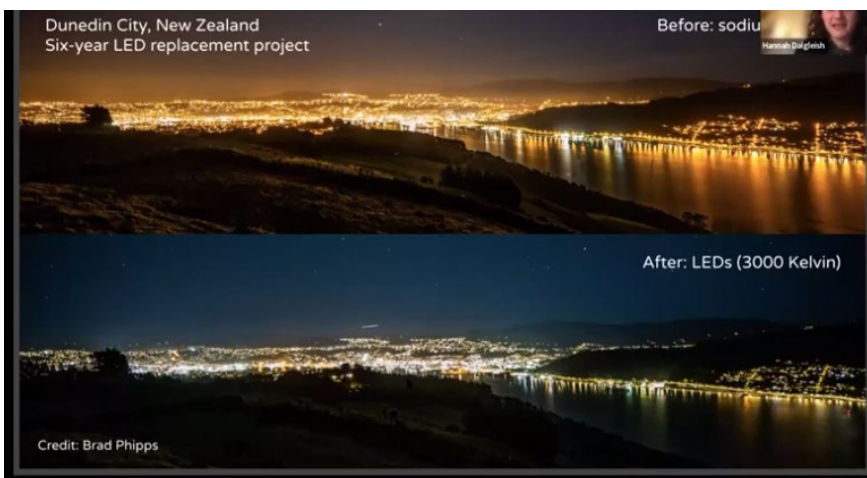 Dunedin City, New Zealand
Six-year LED replacement project
Before: sodiu
Hannah Dalgleish
After: LEDs (3000 Kelvin)
Credit: Brad Phipps